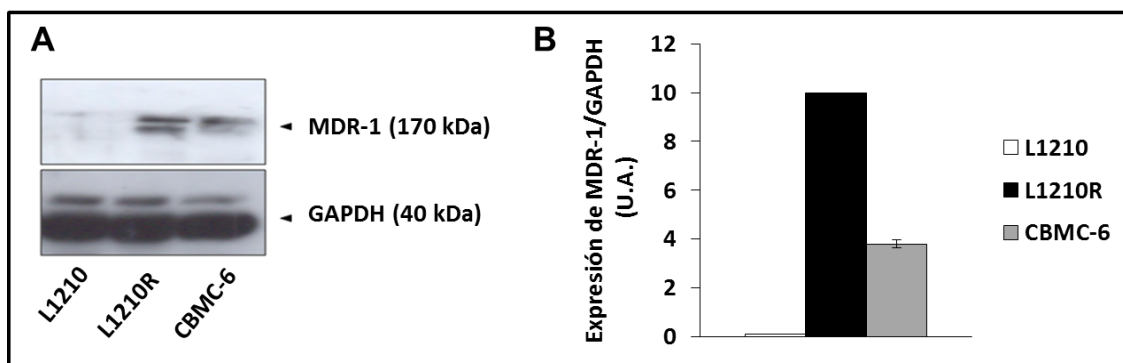 A
MDR-1 (170 kDa)
GAPDH (40 kDa)
L1210
L1210R
CBMC-6
B
Expresión de MDR-1/GAPDH
(U.A.)
12
10
8
6
4
2
0
L1210
L1210R
CBMC-6